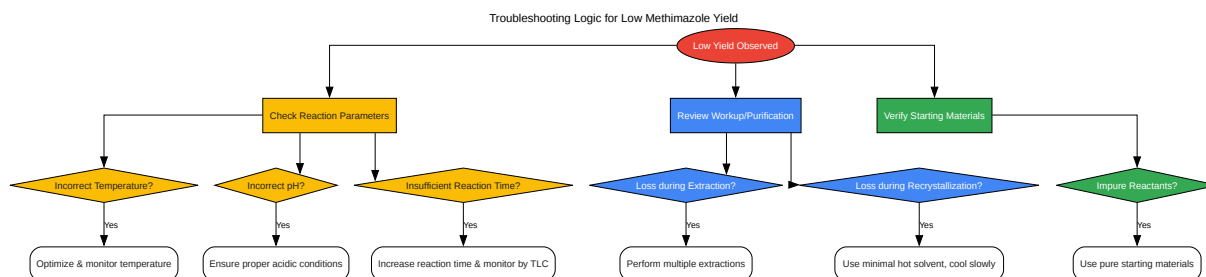 Troubleshooting Logic for Low Methimazole Yield
Low Yield Observed
Check Reaction Parameters
Review Workup/Purification
Verify Starting Materials
Incorrect Temperature?
Incorrect pH?
Insufficient Reaction Time?
Loss during Extraction?
Loss during Recrystallization?
Impure Reactants?
Yes
Yes
Yes
Yes
Yes
Yes
Optimize & monitor temperature
Ensure proper acidic conditions
Increase reaction time & monitor by TLC
Perform multiple extractions
Use minimal hot solvent, cool slowly
Use pure starting materials